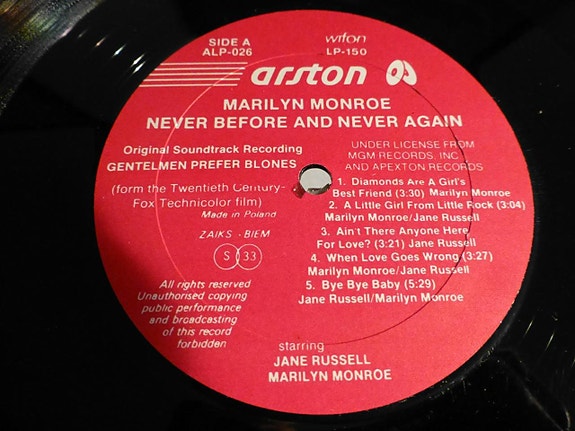 SIDE A
ALP-026
wifon
LP-150
arston
MARILYN MONROE
NEVER BEFORE AND NEVER AGAIN
Original Soundtrack Recording
GENTELMEN PREFER BLONES
(form the Twentieth Century-
Fox Technicolor film)
Made in Poland
ZAIKS - BIEM
S 33
All rights reserved
Unauthorised copying
public performance
and broadcasting
of this record
forbidden
UNDER LICENSE FROM
MGM RECORDS, INC
AND APEXTON RECORDS
1. Diamonds Are A Girl's
Best Friend (3:30) Marilyn Monroe
2. A Little Girl From Little Rock (3:04)
Marilyn Monroe/Jane Russell
3. Ain't There Anyone Here
For Love? (3:21) Jane Russell
4. When Love Goes Wrong (3:27)
Marilyn Monroe/Jane Russell
5. Bye Bye Baby (5:29)
Jane Russell/Marilyn Monroe
starring
JANE RUSSELL
MARILYN MONROE